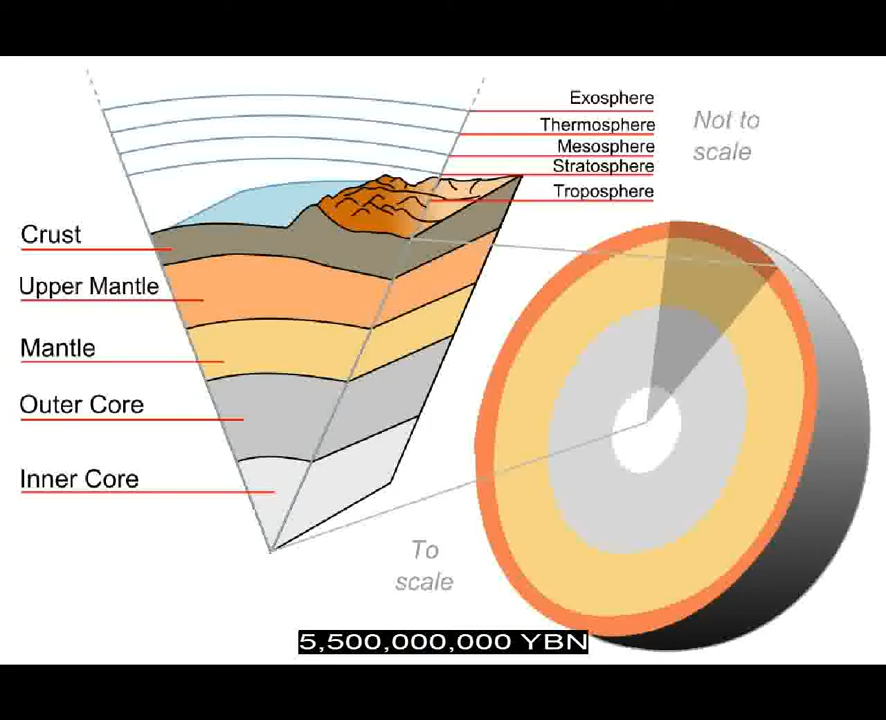 Exosphere
Thermosphere
Mesosphere
Stratosphere
Troposphere
Not to
scale
Crust
Upper Mantle
Mantle
Outer Core
Inner Core
To
scale
5,500,000,000 YBN